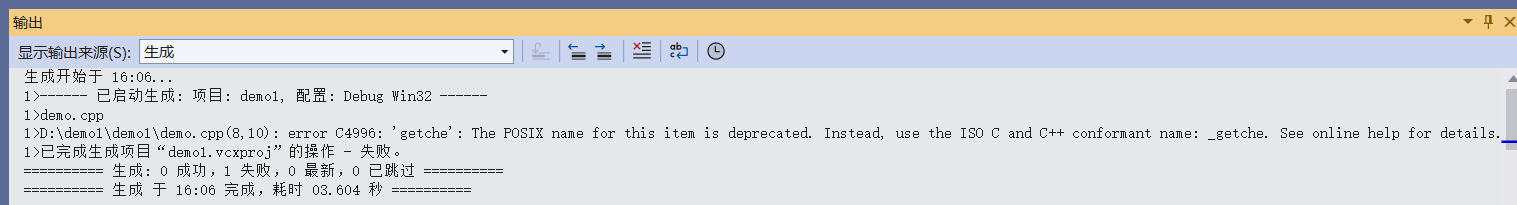 输出
显示输出来源(S): 生成
生成开始于 16:06...
1>------ 已启动生成: 项目: demo1, 配置: Debug Win32 ------
1>demo.cpp
1>D:\demo1\demo1\demo.cpp(8,10): error C4996: 'getche': The POSIX name for this item is deprecated. Instead, use the ISO C and C++ conformant name: _getche. See online help for details.
1>已完成生成项目“demo1.vcxproj”的操作 - 失败。
========== 生成: 0 成功，1 失败，0 最新，0 已跳过 ==========
========== 生成 于 16:06 完成，耗时 03.604 秒 ==========